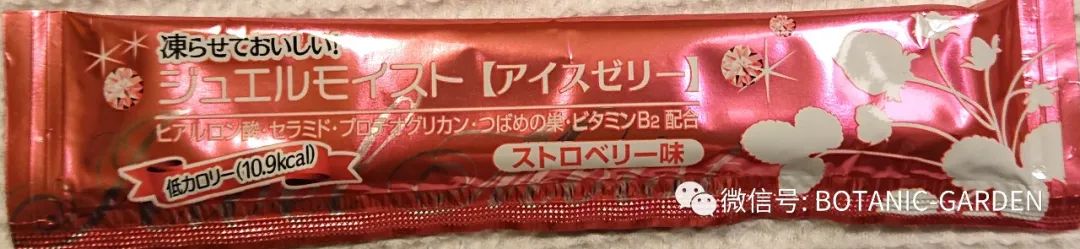 凍らせておいしい!
ジュエルモイスト【アイスゼリー】
ヒアルロン酸・セラミド・プロテオグリカン・つばめの巣・ビタミンB2 配合
低カロリー(10.9kcal)
ストロベリー味
微信号: BOTANIC-GARDEN